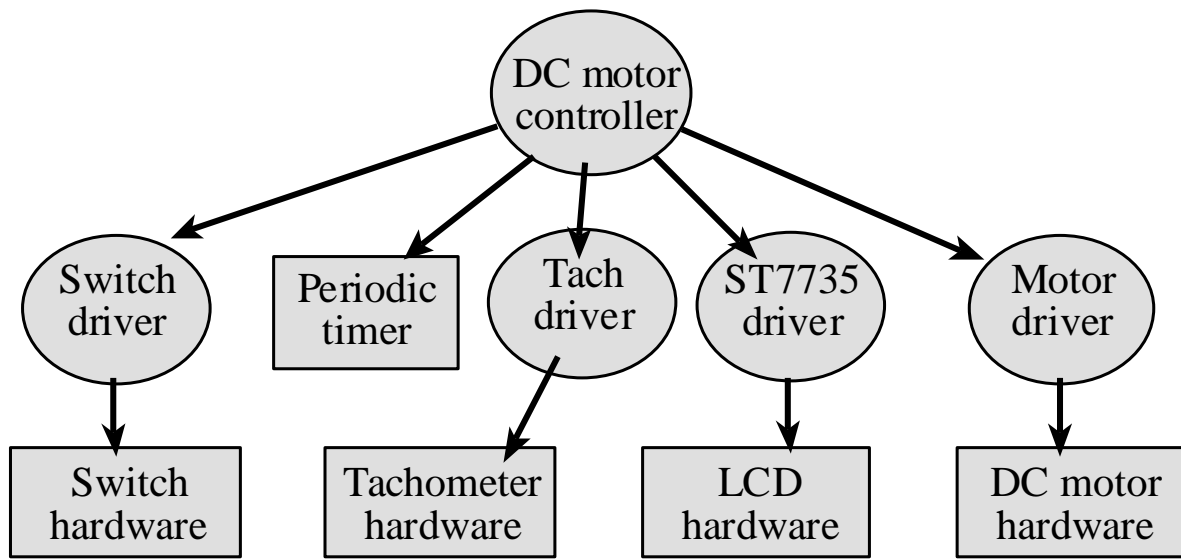 DC motor
controller
Switch
driver
Periodic
timer
Tach
driver
ST7735
driver
Motor
driver
Switch
hardware
Tachometer
hardware
LCD
hardware
DC motor
hardware